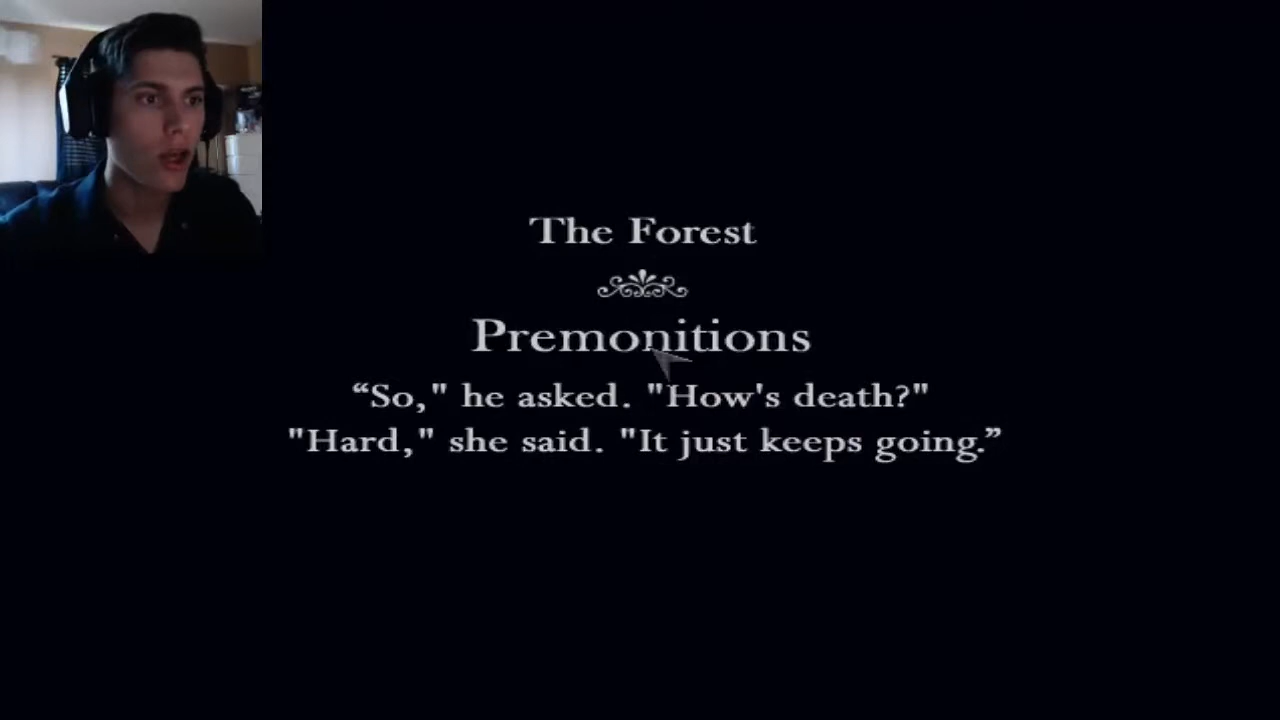 The Forest
Premonitions
“So," he asked. "How's death?"
"Hard," she said. "It just keeps going.”